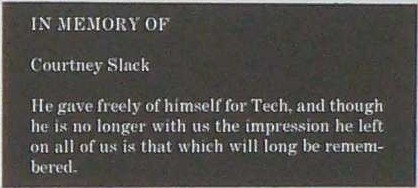 IN MEMORY OF
Courtney Slack
He gave freely of himself for Tech, and though
he is no longer with us the impression he left
on all of us is that which will long be remem-
bered.